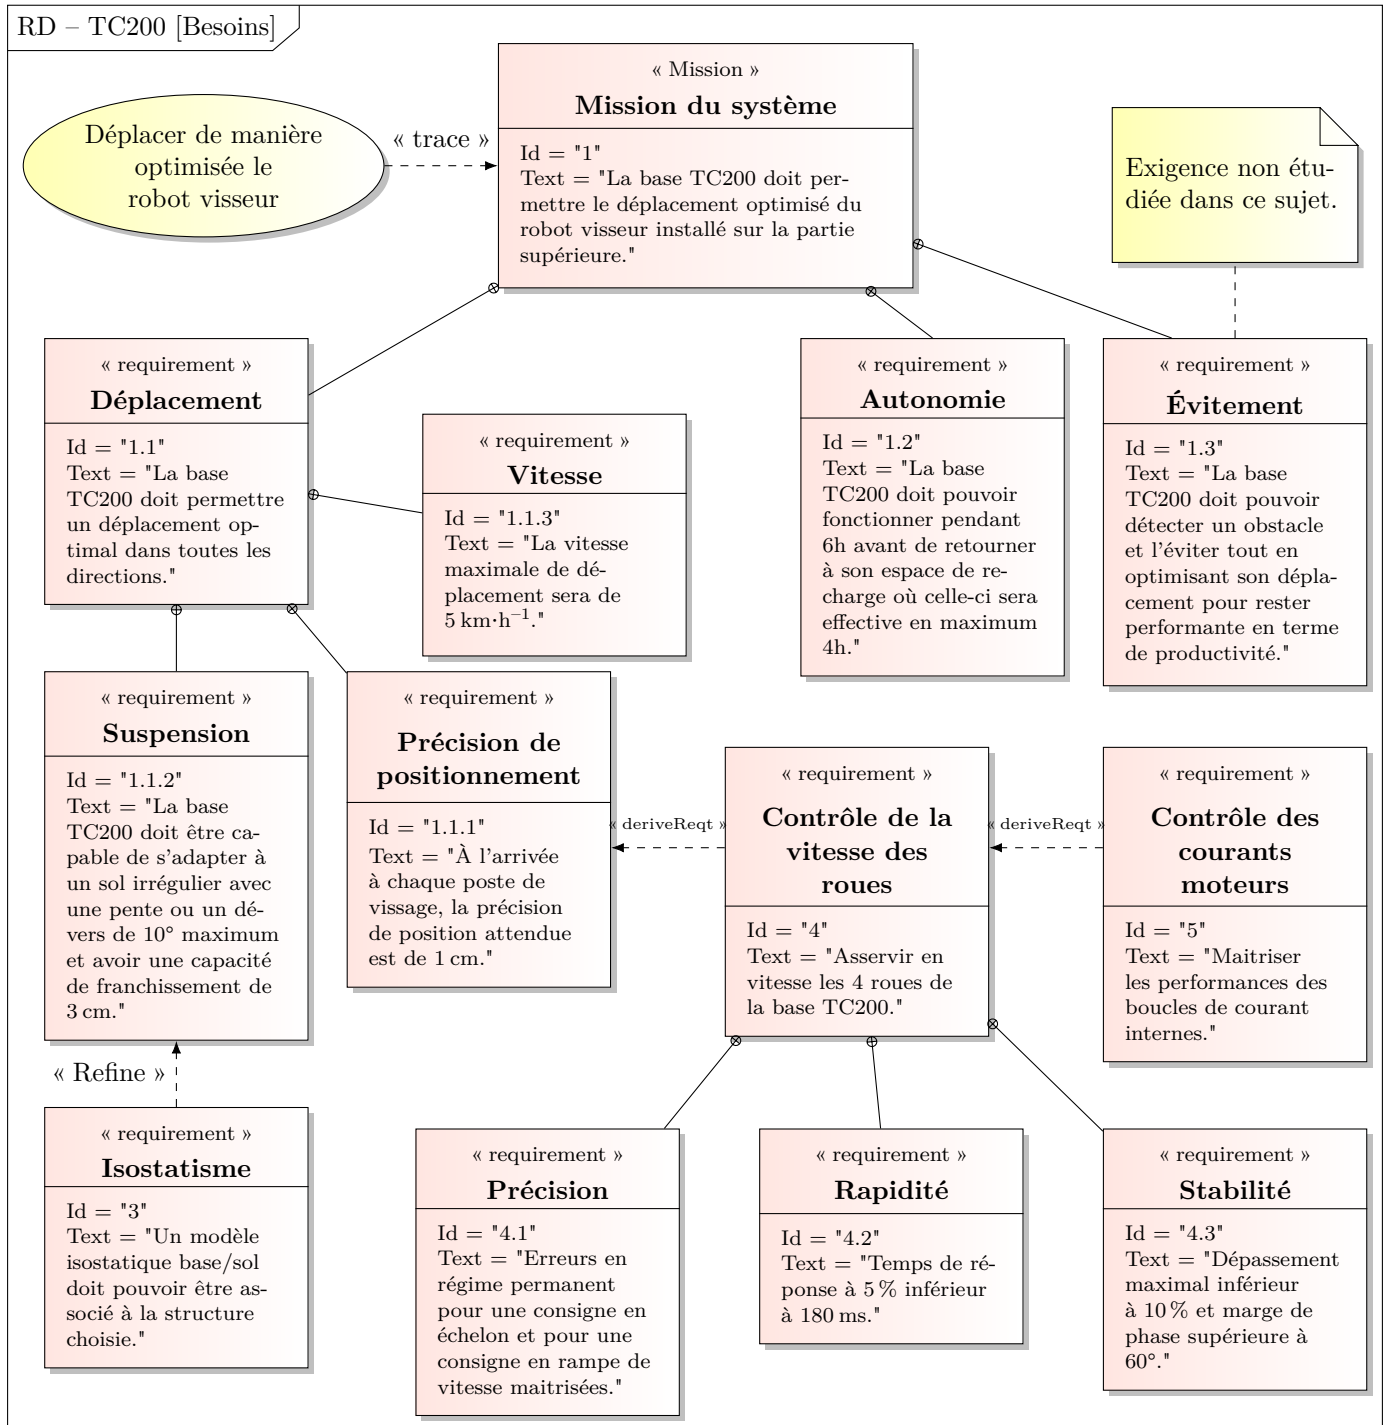 RD – TC200 [Besoins]
« Mission »
Mission du système
Id = "1"
Text = "La base TC200 doit per-
mettre le déplacement optimisé du
robot visseur installé sur la partie
supérieure."
Déplacer de manière
optimisée le
robot visseur
« trace »
Exigence non étu-
diée dans ce sujet.
« requirement »
Déplacement
Id = "1.1"
Text = "La base
TC200 doit permettre
un déplacement op-
timal dans toutes les
directions."
« requirement »
Vitesse
Id = "1.1.3"
Text = "La vitesse
maximale de dé-
placement sera de
5 km·h⁻¹."
« requirement »
Autonomie
Id = "1.2"
Text = "La base
TC200 doit pouvoir
fonctionner pendant
6h avant de retourner
à son espace de re-
charge où celle-ci sera
effective en maximum
4h."
« requirement »
Évitement
Id = "1.3"
Text = "La base
TC200 doit pouvoir
détecter un obstacle
et l'éviter tout en
optimisant son dépla-
cement pour rester
performante en terme
de productivité."
« requirement »
Suspension
Id = "1.1.2"
Text = "La base
TC200 doit être ca-
pable de s'adapter à
un sol irrégulier avec
une pente ou un dé-
vers de 10° maximum
et avoir une capacité
de franchissement de
3 cm."
« requirement »
Précision de
positionnement
Id = "1.1.1"
Text = "À l'arrivée
à chaque poste de
vissage, la précision
de position attendue
est de 1 cm."
« deriveReqt »
« requirement »
Contrôle de la
vitesse des
roues
Id = "4"
Text = "Asservir en
vitesse les 4 roues de
la base TC200."
« deriveReqt »
« requirement »
Contrôle des
courants
moteurs
Id = "5"
Text = "Maitriser
les performances des
boucles de courant
internes."
« Refine »
« requirement »
Isostatisme
Id = "3"
Text = "Un modèle
isostatique base/sol
doit pouvoir être as-
socié à la structure
choisie."
« requirement »
Précision
Id = "4.1"
Text = "Erreurs en
régime permanent
pour une consigne en
échelon et pour une
consigne en rampe de
vitesse maitrisées."
« requirement »
Rapidité
Id = "4.2"
Text = "Temps de ré-
ponse à 5 % inférieur
à 180 ms."
« requirement »
Stabilité
Id = "4.3"
Text = "Dépassement
maximal inférieur
à 10 % et marge de
phase supérieure à
60°."